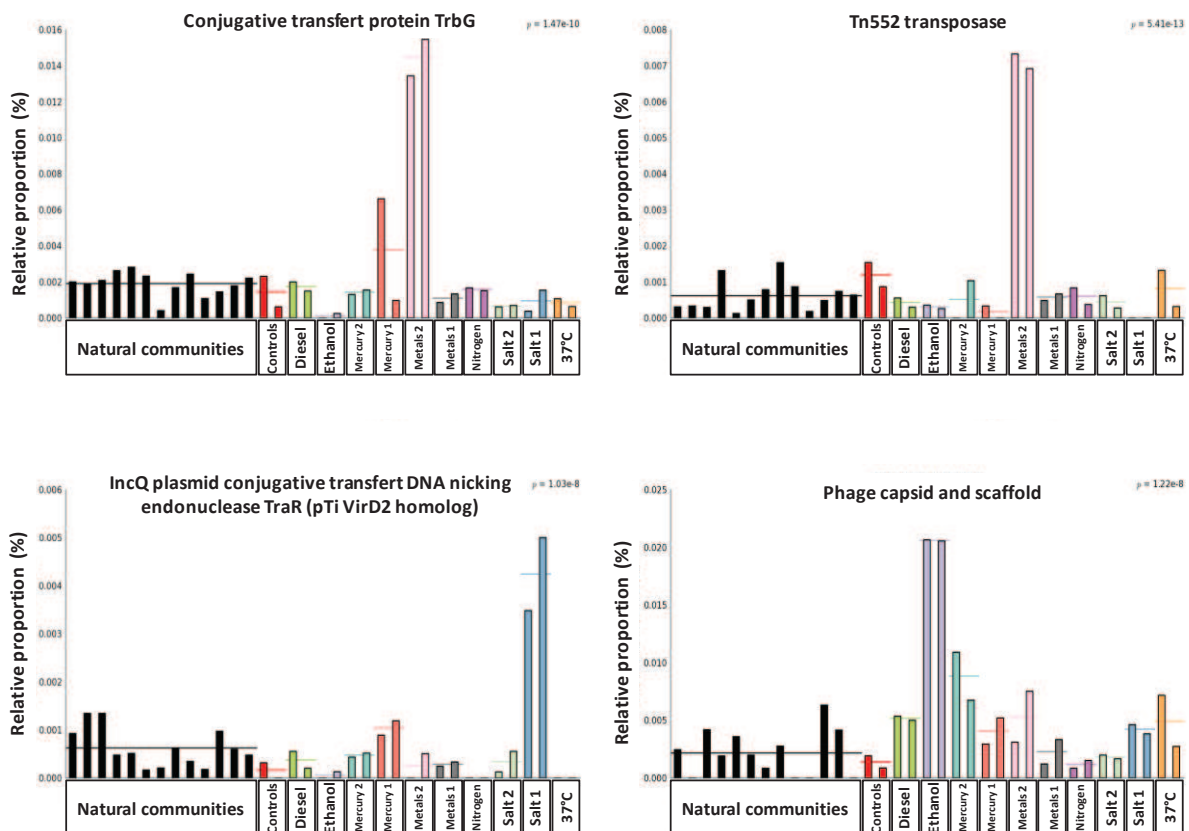 Conjugative transfert protein TrbG
p = 1.47e-10
Relative proportion (%)
0.016
0.014
0.012
0.010
0.008
0.006
0.004
0.002
0.000
Natural communities
Controls
Diesel
Ethanol
Mercury 2
Mercury 1
Metals 2
Metals 1
Nitrogen
Salt 2
Salt 1
37°C
Tn552 transposase
p = 5.41e-13
Relative proportion (%)
0.008
0.007
0.006
0.005
0.004
0.003
0.002
0.001
0.000
Natural communities
Controls
Diesel
Ethanol
Mercury 2
Mercury 1
Metals 2
Metals 1
Nitrogen
Salt 2
Salt 1
37°C
IncQ plasmid conjugative transfert DNA nicking
endonuclease TraR (pTi VirD2 homolog)
p = 1.03e-8
Relative proportion (%)
0.006
0.005
0.004
0.003
0.002
0.001
0.000
Natural communities
Controls
Diesel
Ethanol
Mercury 2
Mercury 1
Metals 2
Metals 1
Nitrogen
Salt 2
Salt 1
37°C
Phage capsid and scaffold
p = 1.22e-8
Relative proportion (%)
0.025
0.020
0.015
0.010
0.005
0.000
Natural communities
Controls
Diesel
Ethanol
Mercury 2
Mercury 1
Metals 2
Metals 1
Nitrogen
Salt 2
Salt 1
37°C